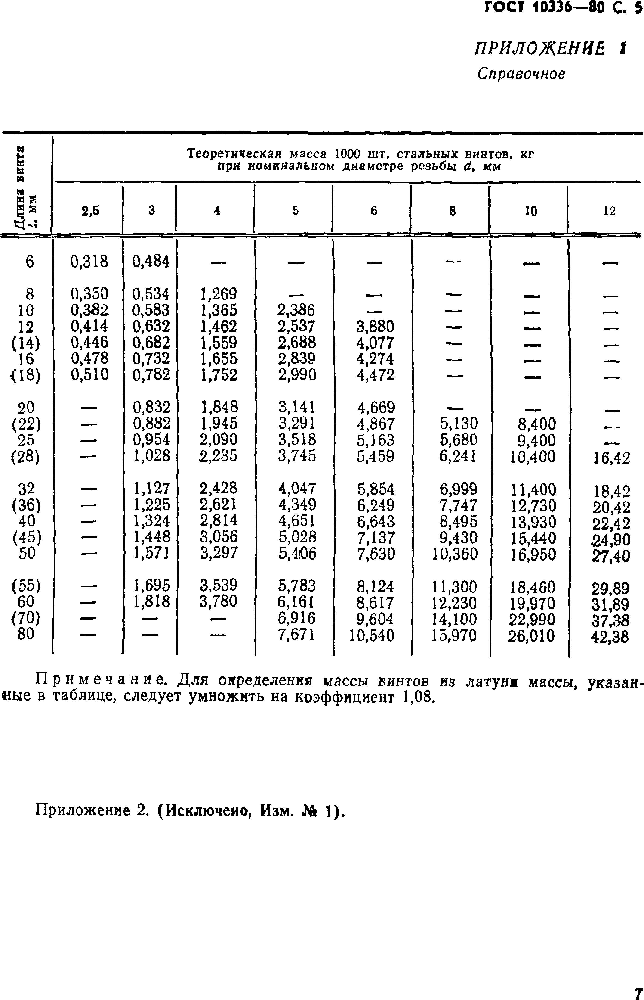 ГОСТ 10336—80 С. 5
ПРИЛОЖЕНИЕ 1
Справочное
Длина винта l, мм
Теоретическая масса 1000 шт. стальных винтов, кг
при номинальном диаметре резьбы d, мм
2,5 3 4 5 6 8 10 12
6 0,318 0,484 — — — — — —
8 0,350 0,534 1,269 — — — — —
10 0,382 0,583 1,365 2,386 — — — —
12 0,414 0,632 1,462 2,537 3,880 — — —
(14) 0,446 0,682 1,559 2,688 4,077 — — —
16 0,478 0,732 1,655 2,839 4,274 — — —
(18) 0,510 0,782 1,752 2,990 4,472 — — —
20 — 0,832 1,848 3,141 4,669 — — —
(22) — 0,882 1,945 3,291 4,867 5,130 8,400 —
25 — 0,954 2,090 3,518 5,163 5,680 9,400 —
(28) — 1,028 2,235 3,745 5,459 6,241 10,400 16,42
32 — 1,127 2,428 4,047 5,854 6,999 11,400 18,42
(36) — 1,225 2,621 4,349 6,249 7,747 12,730 20,42
40 — 1,324 2,814 4,651 6,643 8,495 13,930 22,42
(45) — 1,448 3,056 5,028 7,137 9,430 15,440 24,90
50 — 1,571 3,297 5,406 7,630 10,360 16,950 27,40
(55) — 1,695 3,539 5,783 8,124 11,300 18,460 29,89
60 — 1,818 3,780 6,161 8,617 12,230 19,970 31,89
(70) — — — 6,916 9,604 14,100 22,990 37,38
80 — — — 7,671 10,540 15,970 26,010 42,38
Примечание. Для определения массы винтов из латуни массы, указан-
ные в таблице, следует умножить на коэффициент 1,08.
Приложение 2. (Исключено, Изм. № 1).
7